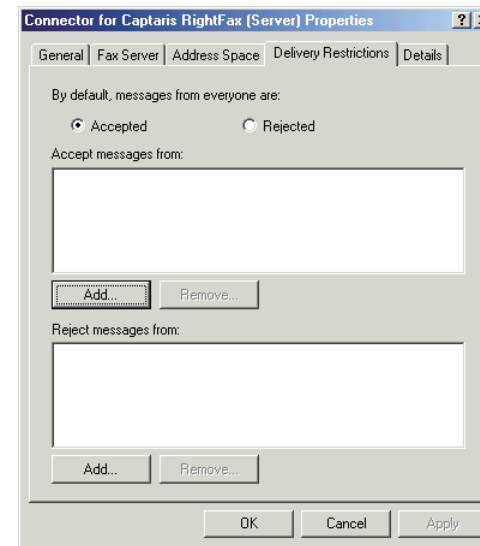 Connector for Captaris RightFax (Server) Properties ?
General Fax Server Address Space Delivery Restrictions Details
By default, messages from everyone are:
Accepted Rejected
Accept messages from:
Add... Remove...
Reject messages from:
Add... Remove...
OK Cancel Apply